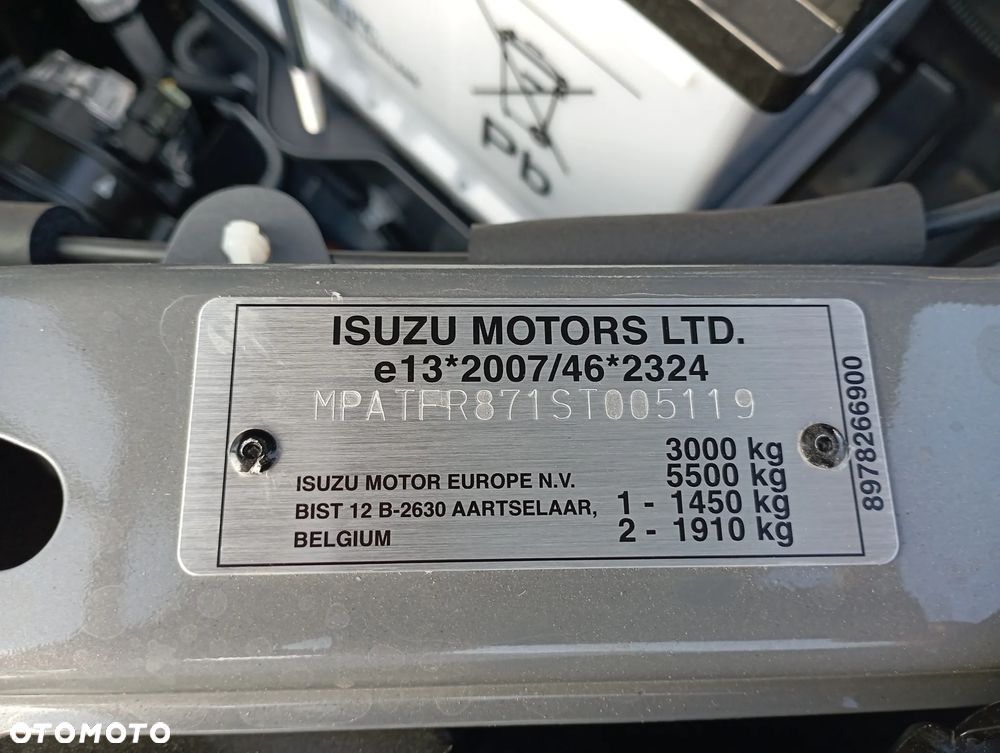 Pb
ISUZU MOTORS LTD.
e13*2007/46*2324
MPATFR871ST005119
3000 kg
5500 kg
ISUZU MOTOR EUROPE N.V.
BIST 12 B-2630 AARTSELAAR,
BELGIUM
1 - 1450 kg
2 - 1910 kg
8978266900
OTOMOTO